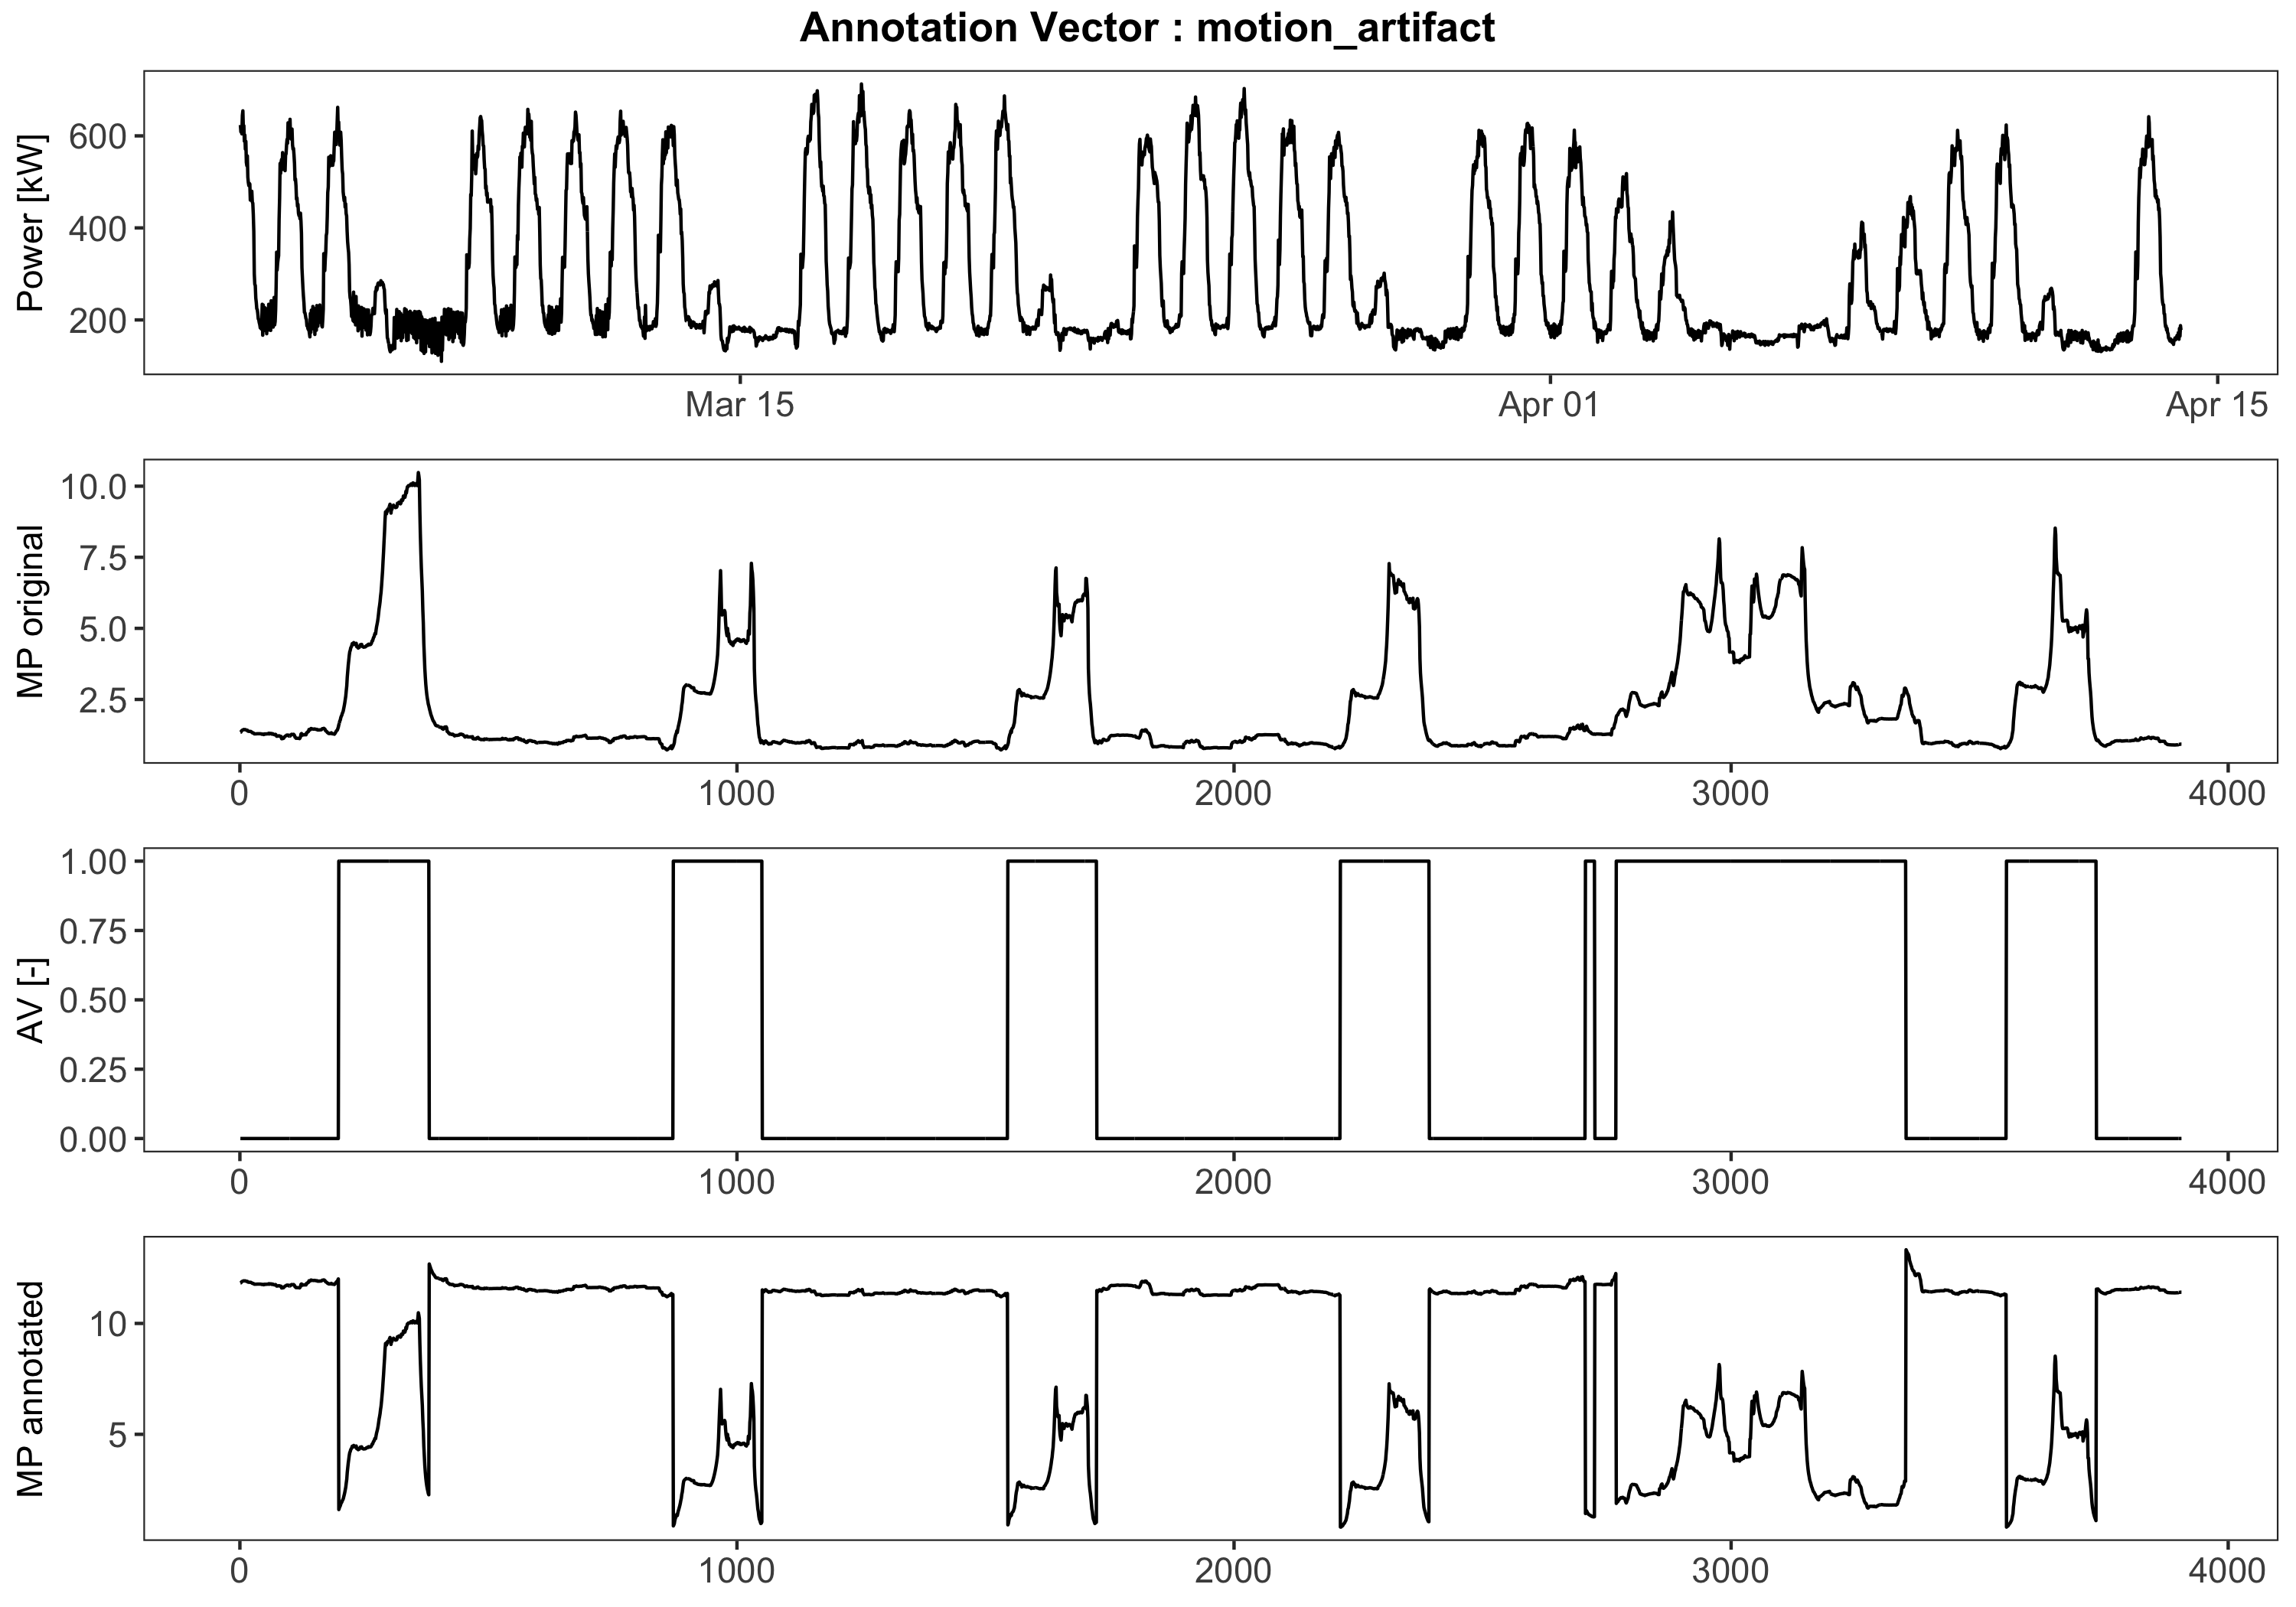 Annotation Vector : motion_artifact
Power [kW]
600
400
200
Mar 15 Apr 01 Apr 15
MP original
10.0
7.5
5.0
2.5
0 1000 2000 3000 4000
AV [-]
1.00
0.75
0.50
0.25
0.00
0 1000 2000 3000 4000
MP annotated
10
5
0 1000 2000 3000 4000